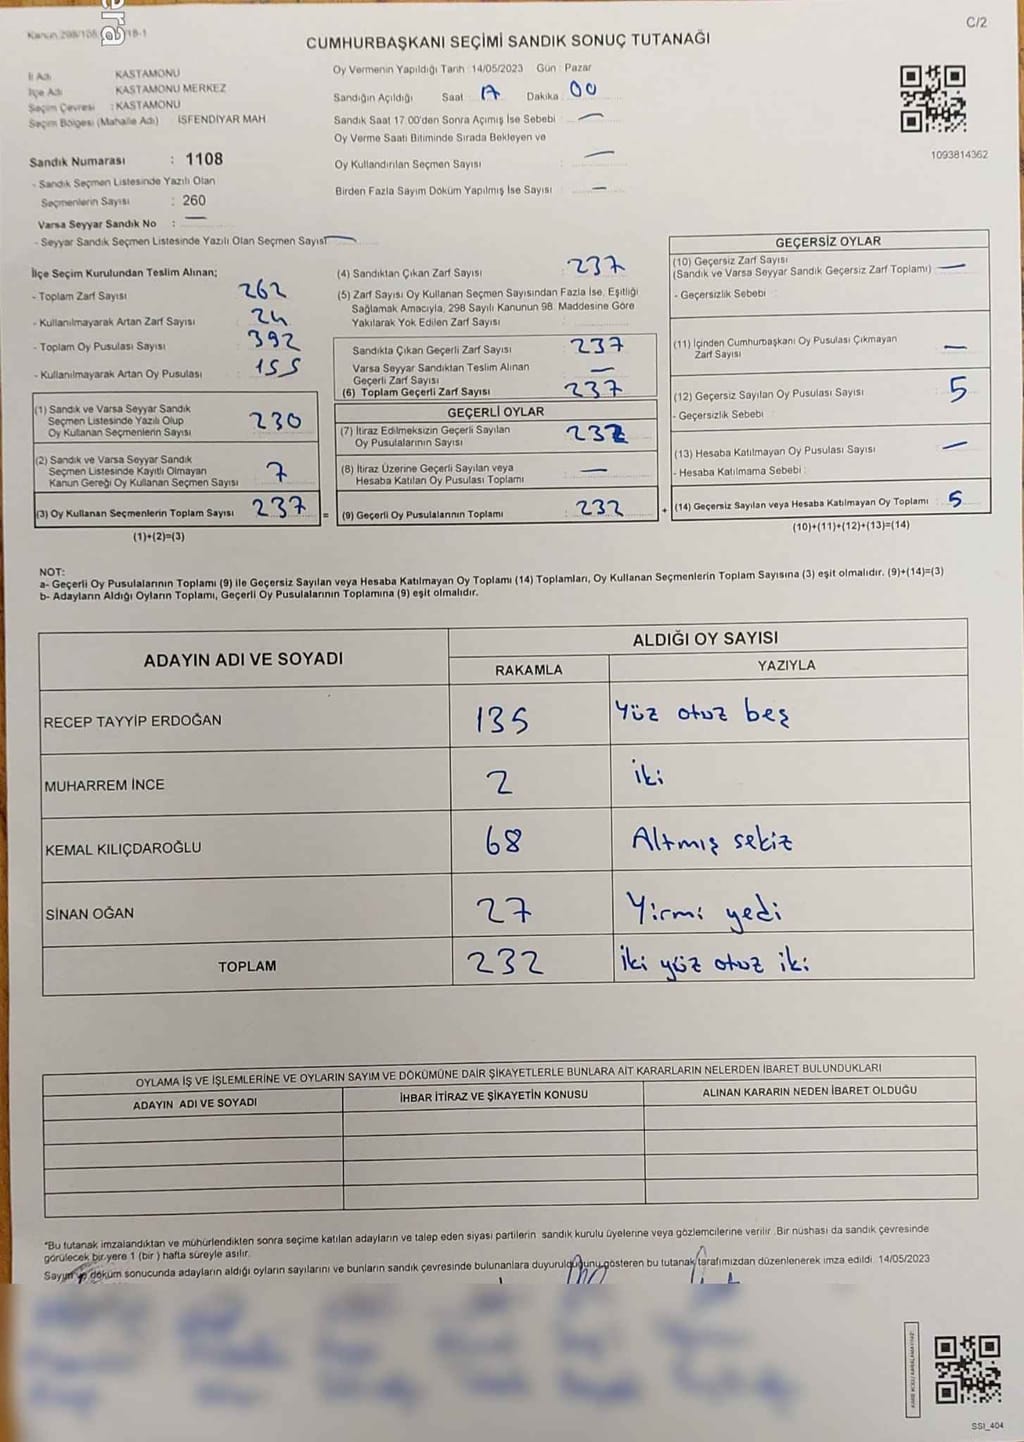 era
C/2
CUMHURBAŞKANI SEÇİMİ SANDIK SONUÇ TUTANAĞI
İl Adı KASTAMONU
İlçe Adı KASTAMONU MERKEZ
Seçim Çevresi : KASTAMONU
Seçim Bölgesi (Mahalle Adı) İSFENDİYAR MAH
Sandık Numarası : 1108
- Sandık Seçmen Listesinde Yazılı Olan
Seçmenlerin Sayısı : 260
Varsa Seyyar Sandık No : —
- Seyyar Sandık Seçmen Listesinde Yazılı Olan Seçmen Sayısı —
Oy Vermenin Yapıldığı Tarih : 14/05/2023 Gün : Pazar
Sandığın Açıldığı Saat 17 Dakika 00
Sandık Saat 17:00'den Sonra Açımış İse Sebebi —
Oy Verme Saati Bitiminde Sırada Bekleyen ve
Oy Kullandırılan Seçmen Sayısı —
Birden Fazla Sayım Döküm Yapılmış İse Sayısı —
1093814362
İlçe Seçim Kurulundan Teslim Alınan;
- Toplam Zarf Sayısı 262
- Kullanılmayarak Artan Zarf Sayısı 24
- Toplam Oy Pusulası Sayısı 392
- Kullanılmayarak Artan Oy Pusulası 155
(1) Sandık ve Varsa Seyyar Sandık
Seçmen Listesinde Yazılı Olup
Oy Kullanan Seçmenlerin Sayısı 230
(2) Sandık ve Varsa Seyyar Sandık
Seçmen Listesinde Kayıtlı Olmayan
Kanun Gereği Oy Kullanan Seçmen Sayısı 7
(3) Oy Kullanan Seçmenlerin Toplam Sayısı 237
(1)+(2)=(3)
(4) Sandıktan Çıkan Zarf Sayısı 237
(5) Zarf Sayısı Oy Kullanan Seçmen Sayısından Fazla İse, Eşitliği
Sağlamak Amacıyla, 298 Sayılı Kanunun 98. Maddesine Göre
Yakılarak Yok Edilen Zarf Sayısı
Sandıkta Çıkan Geçerli Zarf Sayısı 237
Varsa Seyyar Sandıktan Teslim Alınan
Geçerli Zarf Sayısı —
(6) Toplam Geçerli Zarf Sayısı 237
GEÇERLİ OYLAR
(7) İtiraz Edilmeksizin Geçerli Sayılan
Oy Pusulalarının Sayısı 232
(8) İtiraz Üzerine Geçerli Sayılan veya
Hesaba Katılan Oy Pusulası Toplamı —
= (9) Geçerli Oy Pusulalarının Toplamı : 232
GEÇERSİZ OYLAR
(10) Geçersiz Zarf Sayısı
(Sandık ve Varsa Seyyar Sandık Geçersiz Zarf Toplamı) —
- Geçersizlik Sebebi :
(11) İçinden Cumhurbaşkanı Oy Pusulası Çıkmayan
Zarf Sayısı —
(12) Geçersiz Sayılan Oy Pusulası Sayısı 5
- Geçersizlik Sebebi :
(13) Hesaba Katılmayan Oy Pusulası Sayısı —
- Hesaba Katılmama Sebebi :
+ (14) Geçersiz Sayılan veya Hesaba Katılmayan Oy Toplamı : 5
(10)+(11)+(12)+(13)=(14)
NOT:
a- Geçerli Oy Pusulalarının Toplamı (9) ile Geçersiz Sayılan veya Hesaba Katılmayan Oy Toplamı (14) Toplamları, Oy Kullanan Seçmenlerin Toplam Sayısına (3) eşit olmalıdır. (9)+(14)=(3)
b- Adayların Aldığı Oyların Toplamı, Geçerli Oy Pusulalarının Toplamına (9) eşit olmalıdır.
ADAYIN ADI VE SOYADI ALDIĞI OY SAYISI
RAKAMLA YAZIYLA
RECEP TAYYİP ERDOĞAN 135 Yüz otuz beş
MUHARREM İNCE 2 iki
KEMAL KILIÇDAROĞLU 68 Altmış sekiz
SİNAN OĞAN 27 Yirmi yedi
TOPLAM 232 iki yüz otuz iki
OYLAMA İŞ VE İŞLEMLERİNE VE OYLARIN SAYIM VE DÖKÜMÜNE DAİR ŞİKAYETLERLE BUNLARA AİT KARARLARIN NELERDEN İBARET BULUNDUKLARI
ADAYIN ADI VE SOYADI İHBAR İTİRAZ VE ŞİKAYETİN KONUSU ALINAN KARARIN NEDEN İBARET OLDUĞU
*Bu tutanak imzalandıktan ve mühürlendikten sonra seçime katılan adayların ve talep eden siyasi partilerin sandık kurulu üyelerine veya gözlemcilerine verilir. Bir nüshası da sandık çevresinde
görülecek bir yere 1 (bir) hafta süreyle asılır.
Sayım döküm sonucunda adayların aldığı oyların sayılarını ve bunların sandık çevresinde bulunanlara duyurulduğunu gösteren bu tutanak tarafımızdan düzenlenerek imza edildi. 14/05/2023
SSI_404